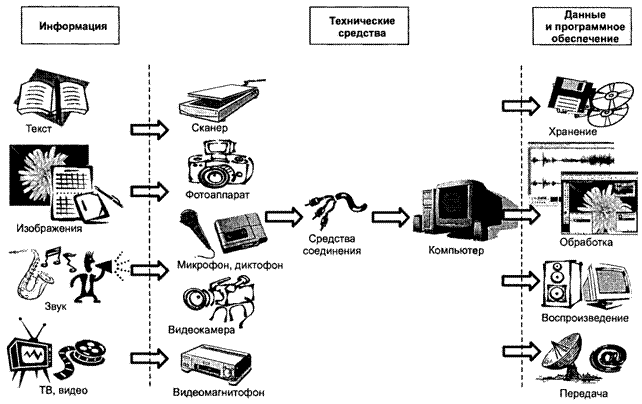 Информация
Технические
средства
Данные
и программное
обеспечение
Текст
Сканер
Хранение
Изображения
Фотоаппарат
Микрофон, диктофон
Средства
соединения
Компьютер
Обработка
Звук
Видеокамера
Воспроизведение
ТВ, видео
Видеомагнитофон
Передача
@